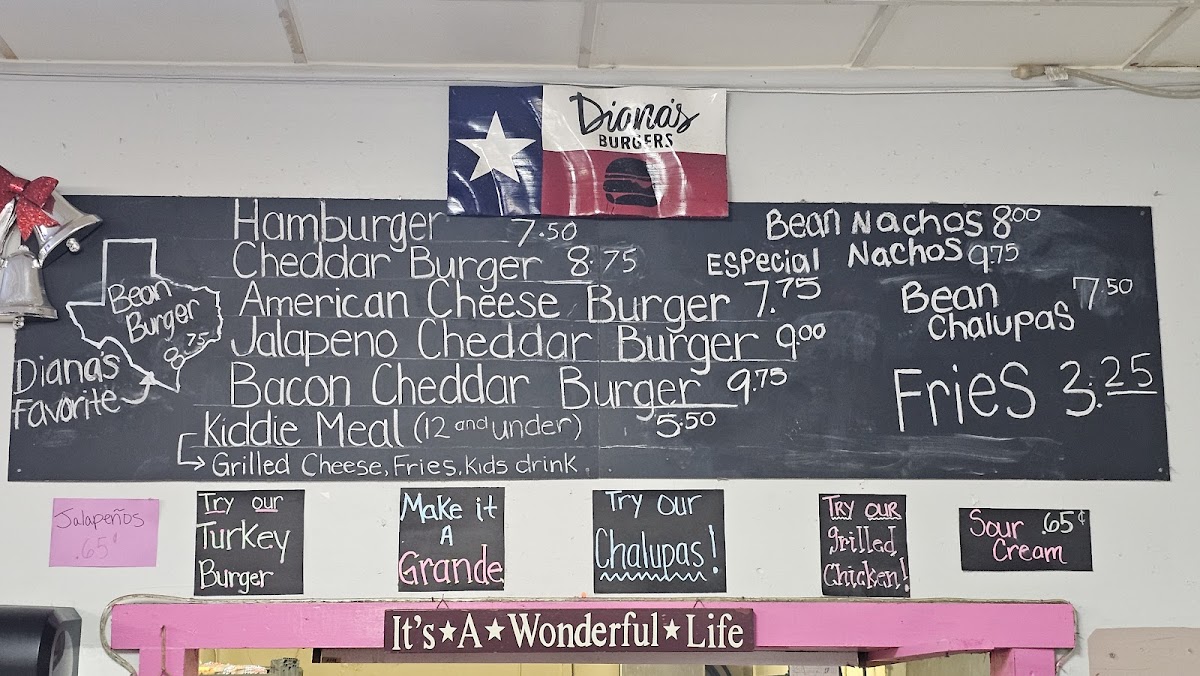 Diana's
BURGERS
Hamburger 7.50
Cheddar Burger 8.75
American Cheese Burger 7.75
Jalapeno Cheddar Burger 9.00
Bacon Cheddar Burger 9.75
Kiddie Meal (12 and under) 5.50
Grilled Cheese, Fries, Kids drink
Bean
Burger
8.75
Diana's
Favorite
Bean Nachos 8.00
ESPecial Nachos 9.75
Bean 7.50
Chalupas
Fries 3.25
Jalapeños
.65¢
Try our
Turkey
Burger
Make it
A
Grande
Try our
Chalupas!
Try our
grilled
Chicken!
Sour .65¢
Cream
It's★A★Wonderful★Life